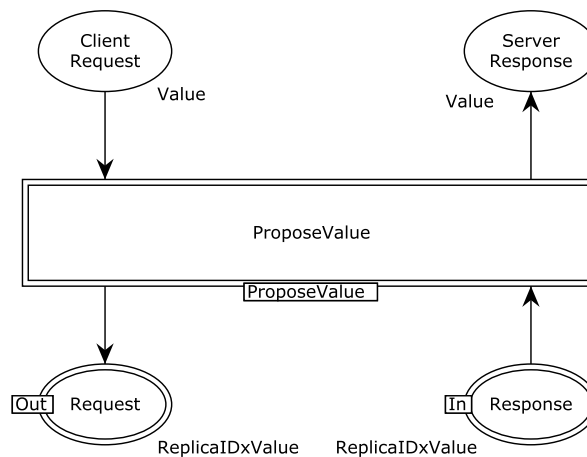 Client
Request
Server
Response
Value
Value
ProposeValue
ProposeValue
Out
Request
In
Response
ReplicaIDxValue
ReplicaIDxValue